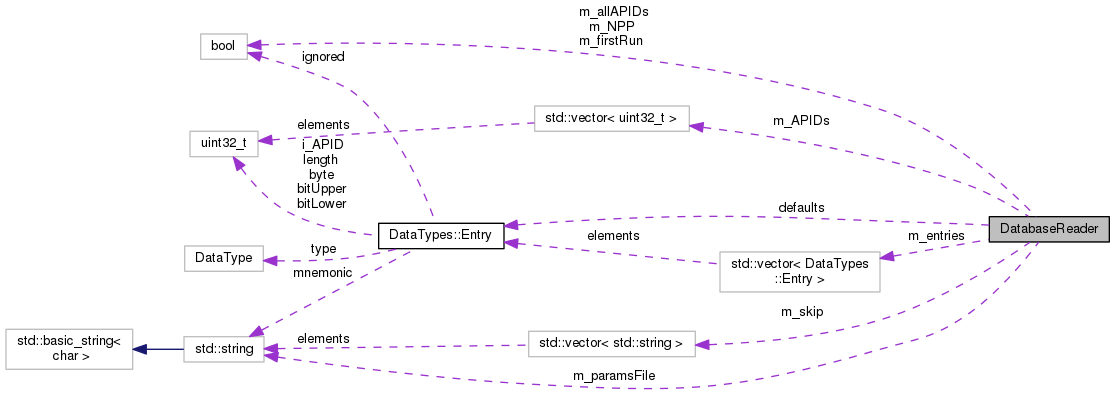 m_allAPIDs
m_NPP
m_firstRun
bool
ignored
std::vector< uint32_t >
m_APIDs
elements
uint32_t
i_APID
length
byte
bitUpper
bitLower
defaults
DatabaseReader
DataTypes::Entry
elements
m_entries
type
DataType
std::vector< DataTypes
::Entry >
mnemonic
m_skip
std::basic_string<
char >
std::string
elements
std::vector< std::string >
m_paramsFile